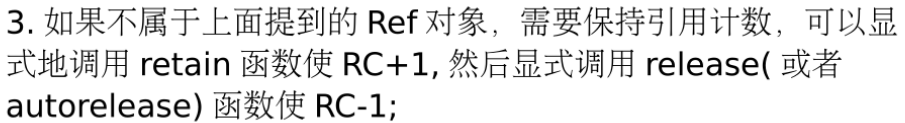 3. 如果不属于上面提到的 Ref 对象，需要保持引用计数，可以显
式地调用 retain 函数使 RC+1, 然后显式调用 release( 或者
autorelease) 函数使 RC-1;